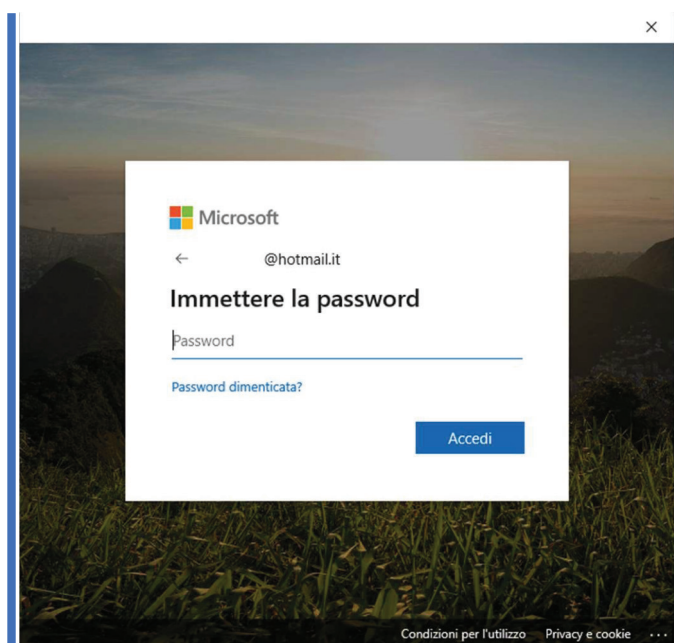 Microsoft
@hotmail.it
Immettere la password
Password
Password dimenticata?
Accedi
Condizioni per l'utilizzo Privacy e cookie ...